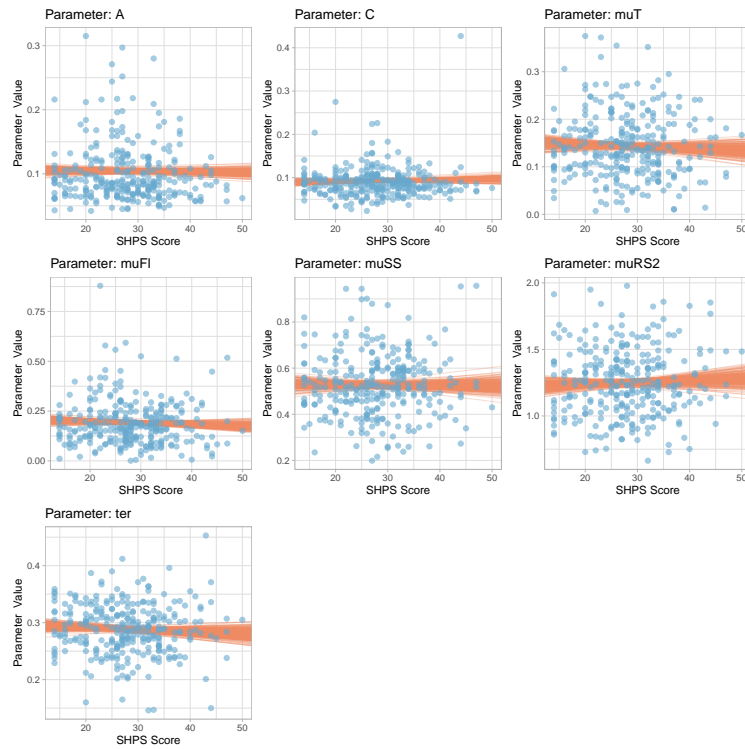 Parameter: A
Parameter Value
0.3
0.2
0.1
20 30 40 50
SHPS Score
Parameter: C
Parameter Value
0.4
0.3
0.2
0.1
20 30 40 50
SHPS Score
Parameter: muT
Parameter Value
0.3
0.2
0.1
0.0
20 30 40 50
SHPS Score
Parameter: muFI
Parameter Value
0.75
0.50
0.25
0.00
20 30 40 50
SHPS Score
Parameter: muSS
Parameter Value
0.8
0.6
0.4
0.2
20 30 40 50
SHPS Score
Parameter: muRS2
Parameter Value
2.0
1.5
1.0
20 30 40 50
SHPS Score
Parameter: ter
Parameter Value
0.4
0.3
0.2
20 30 40 50
SHPS Score